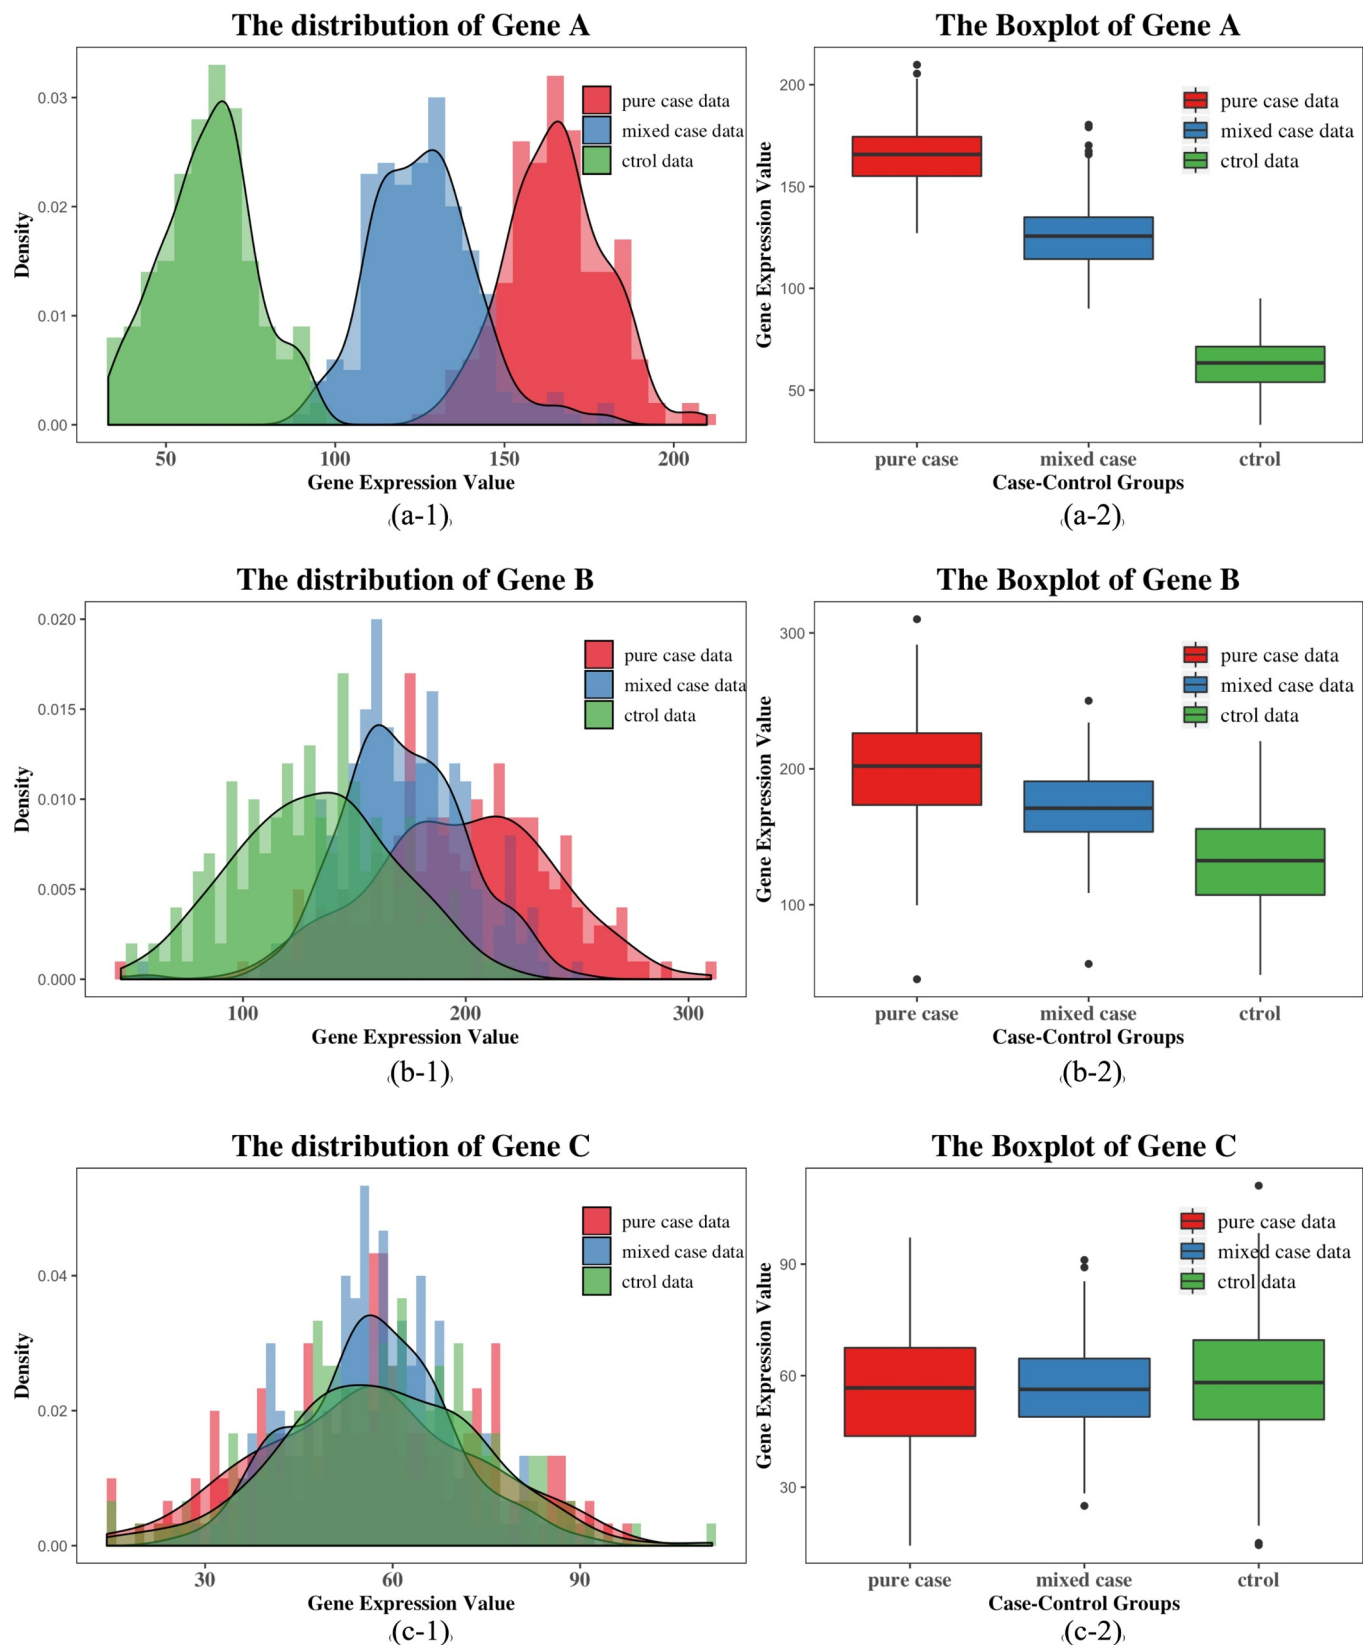 The distribution of Gene A
0.03
0.02
0.01
0.00
Density
pure case data
mixed case data
ctrol data
50 100 150 200
Gene Expression Value
(a-1)
The Boxplot of Gene A
200
150
100
50
Gene Expression Value
pure case data
mixed case data
ctrol data
pure case mixed case ctrol
Case-Control Groups
(a-2)
The distribution of Gene B
0.020
0.015
0.010
0.005
0.000
Density
pure case data
mixed case data
ctrol data
100 200 300
Gene Expression Value
(b-1)
The Boxplot of Gene B
300
200
100
Gene Expression Value
pure case data
mixed case data
ctrol data
pure case mixed case ctrol
Case-Control Groups
(b-2)
The distribution of Gene C
0.04
0.02
0.00
Density
pure case data
mixed case data
ctrol data
30 60 90
Gene Expression Value
(c-1)
The Boxplot of Gene C
90
60
30
Gene Expression Value
pure case data
mixed case data
ctrol data
pure case mixed case ctrol
Case-Control Groups
(c-2)